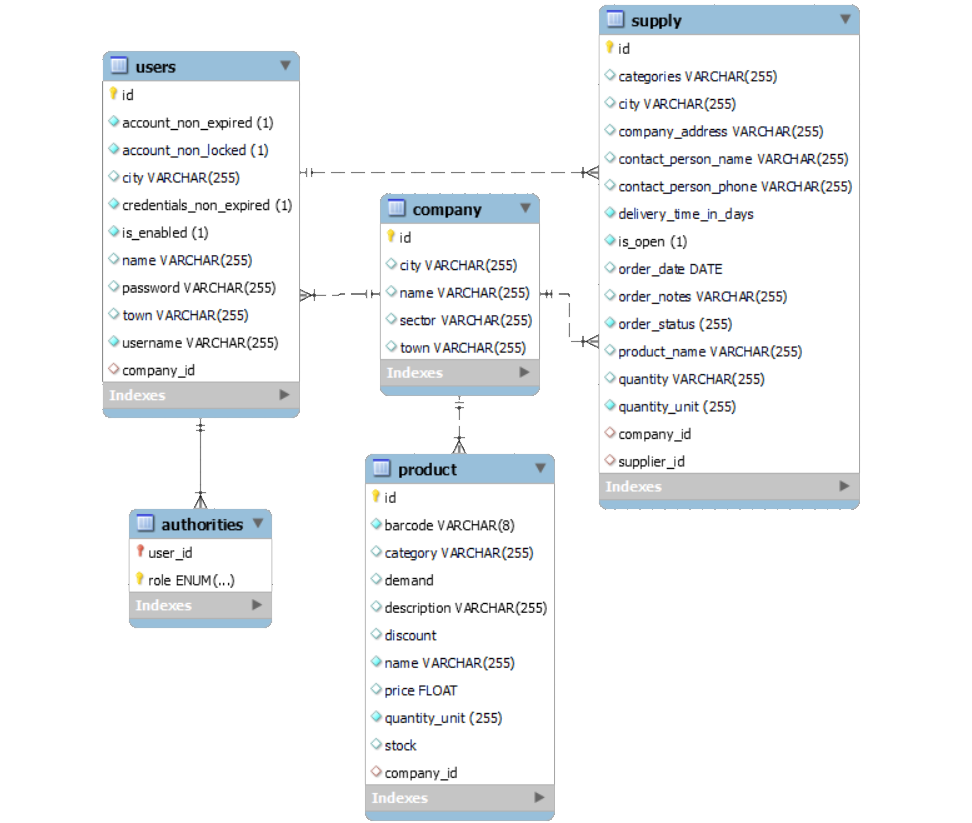 users
id
account_non_expired (1)
account_non_locked (1)
city VARCHAR(255)
credentials_non_expired (1)
is_enabled (1)
name VARCHAR(255)
password VARCHAR(255)
town VARCHAR(255)
username VARCHAR(255)
company_id
Indexes
authorities
user_id
role ENUM(...)
Indexes
company
id
city VARCHAR(255)
name VARCHAR(255)
sector VARCHAR(255)
town VARCHAR(255)
Indexes
product
id
barcode VARCHAR(8)
category VARCHAR(255)
demand
description VARCHAR(255)
discount
name VARCHAR(255)
price FLOAT
quantity_unit (255)
stock
company_id
Indexes
supply
id
categories VARCHAR(255)
city VARCHAR(255)
company_address VARCHAR(255)
contact_person_name VARCHAR(255)
contact_person_phone VARCHAR(255)
delivery_time_in_days
is_open (1)
order_date DATE
order_notes VARCHAR(255)
order_status (255)
product_name VARCHAR(255)
quantity VARCHAR(255)
quantity_unit (255)
company_id
supplier_id
Indexes